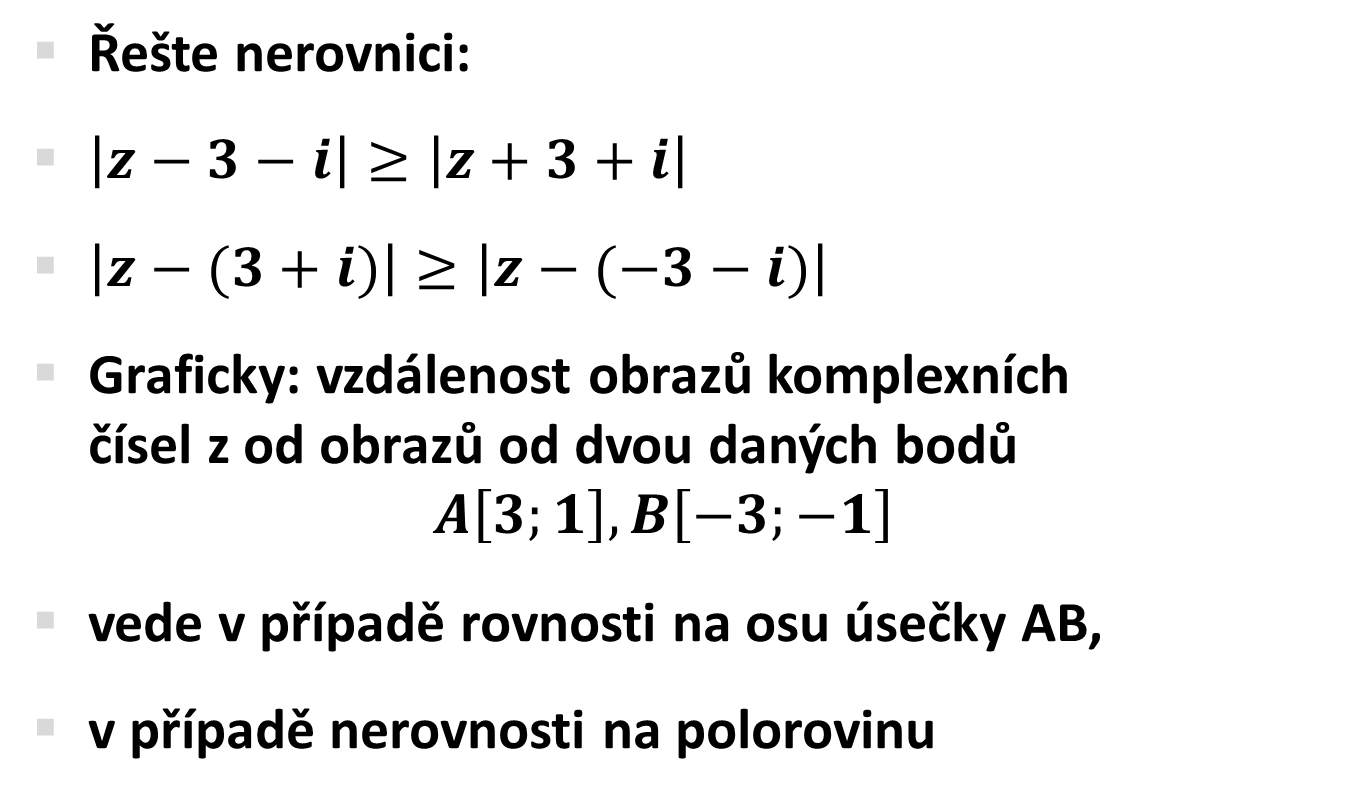 ▪ Řešte nerovnici:
▪ |z − 3 − i| ≥ |z + 3 + i|
▪ |z − (3 + i)| ≥ |z − (−3 − i)|
▪ Graficky: vzdálenost obrazů komplexních
čísel z od obrazů od dvou daných bodů
A[3; 1], B[−3; −1]
▪ vede v případě rovnosti na osu úsečky AB,
▪ v případě nerovnosti na polorovinu